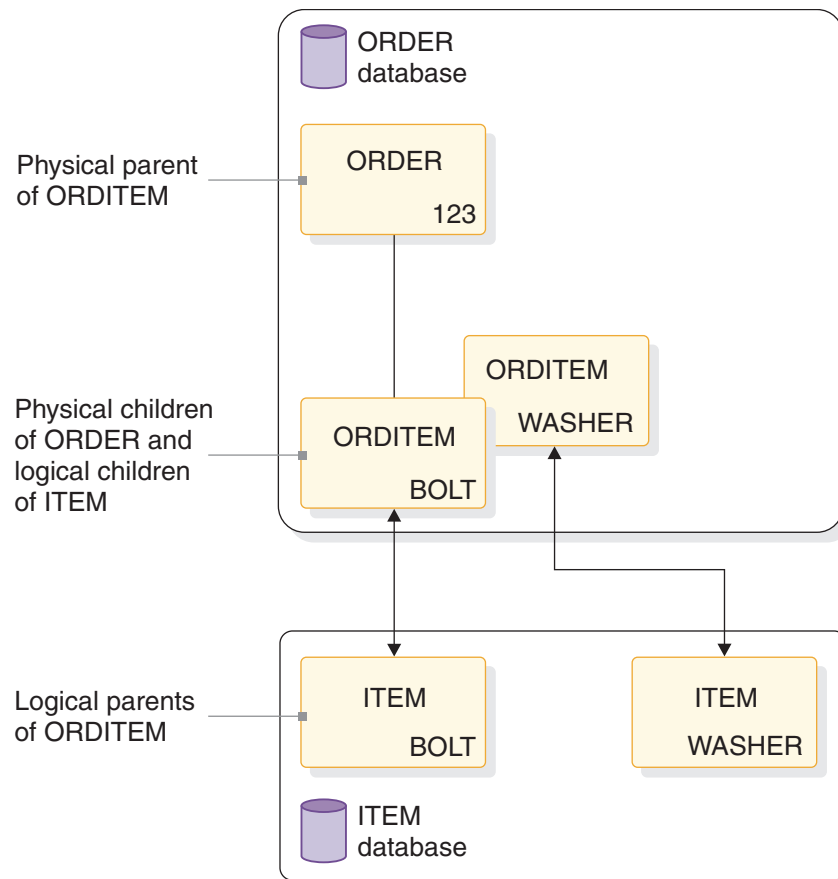 ORDER
database
Physical parent
of ORDITEM
ORDER
123
ORDITEM
WASHER
Physical children
of ORDER and
logical children
of ITEM
ORDITEM
BOLT
Logical parents
of ORDITEM
ITEM
BOLT
ITEM
WASHER
ITEM
database